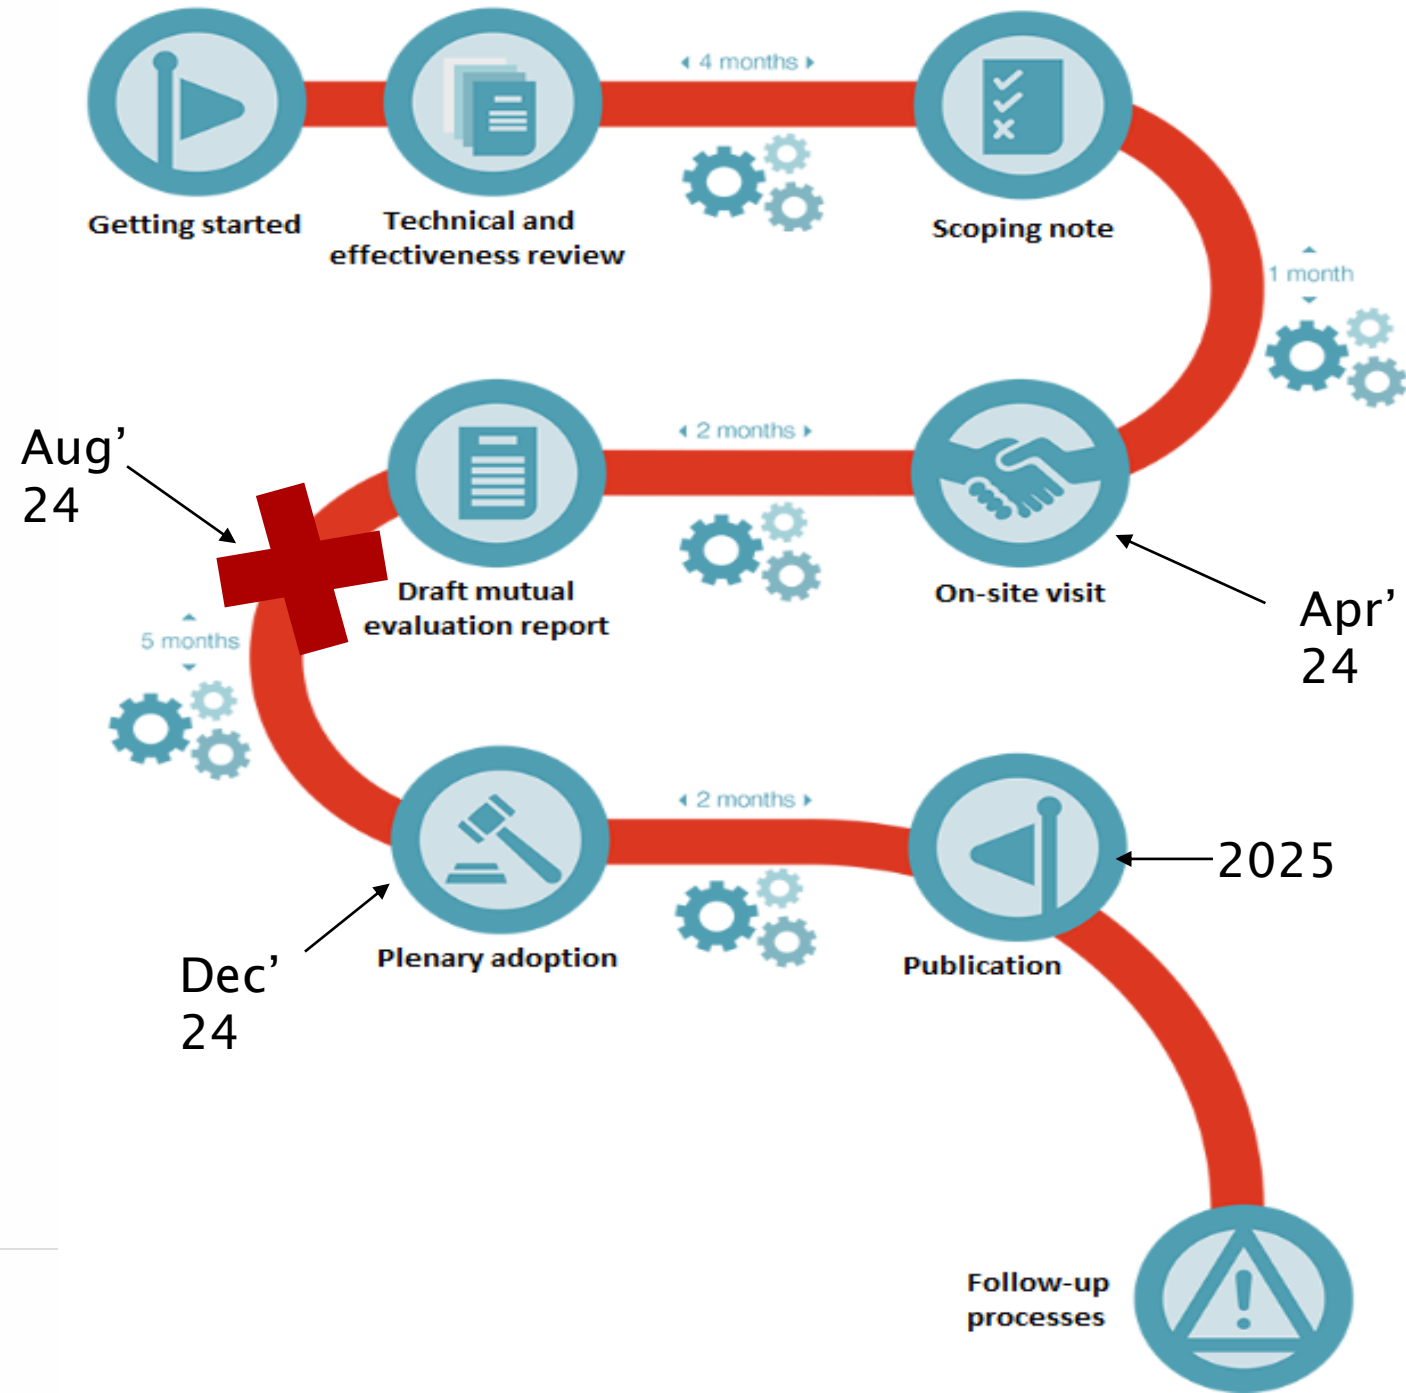 4 months
Getting started
Technical and
effectiveness review
Scoping note
1 month
Aug’
24
2 months
Draft mutual
evaluation report
On-site visit
Apr’
24
5 months
2 months
2025
Plenary adoption
Publication
Dec’
24
Follow-up
processes